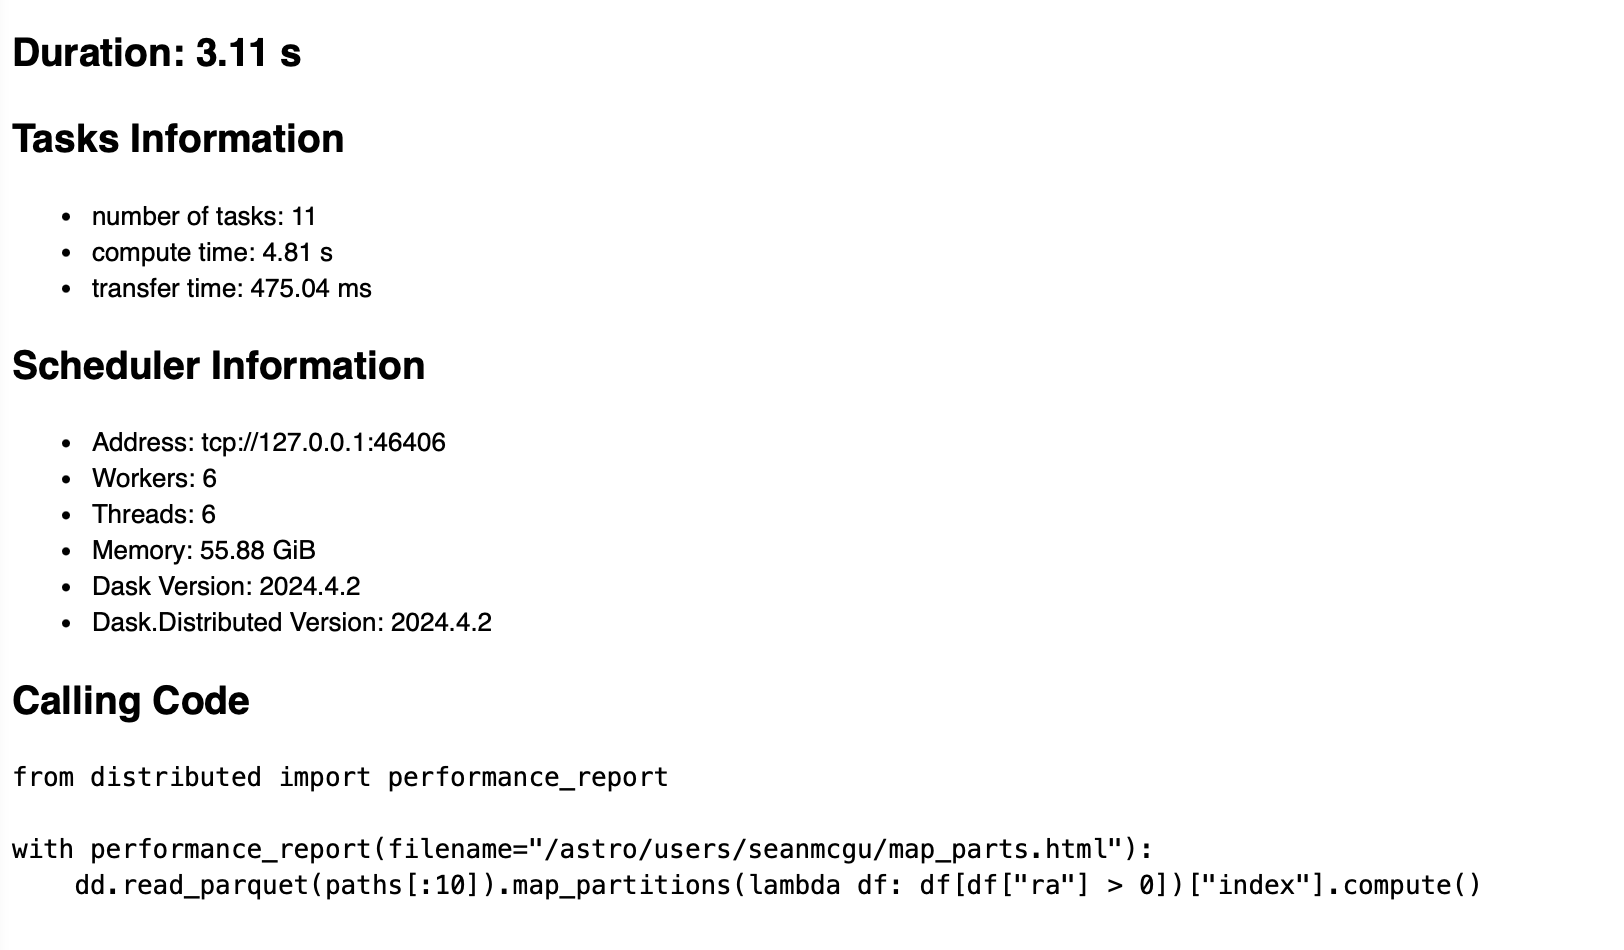 Duration: 3.11 s
Tasks Information
• number of tasks: 11
• compute time: 4.81 s
• transfer time: 475.04 ms
Scheduler Information
• Address: tcp://127.0.0.1:46406
• Workers: 6
• Threads: 6
• Memory: 55.88 GiB
• Dask Version: 2024.4.2
• Dask.Distributed Version: 2024.4.2
Calling Code
from distributed import performance_report
with performance_report(filename="/astro/users/seanmcgu/map_parts.html"):
    dd.read_parquet(paths[:10]).map_partitions(lambda df: df[df["ra"] > 0])["index"].compute()